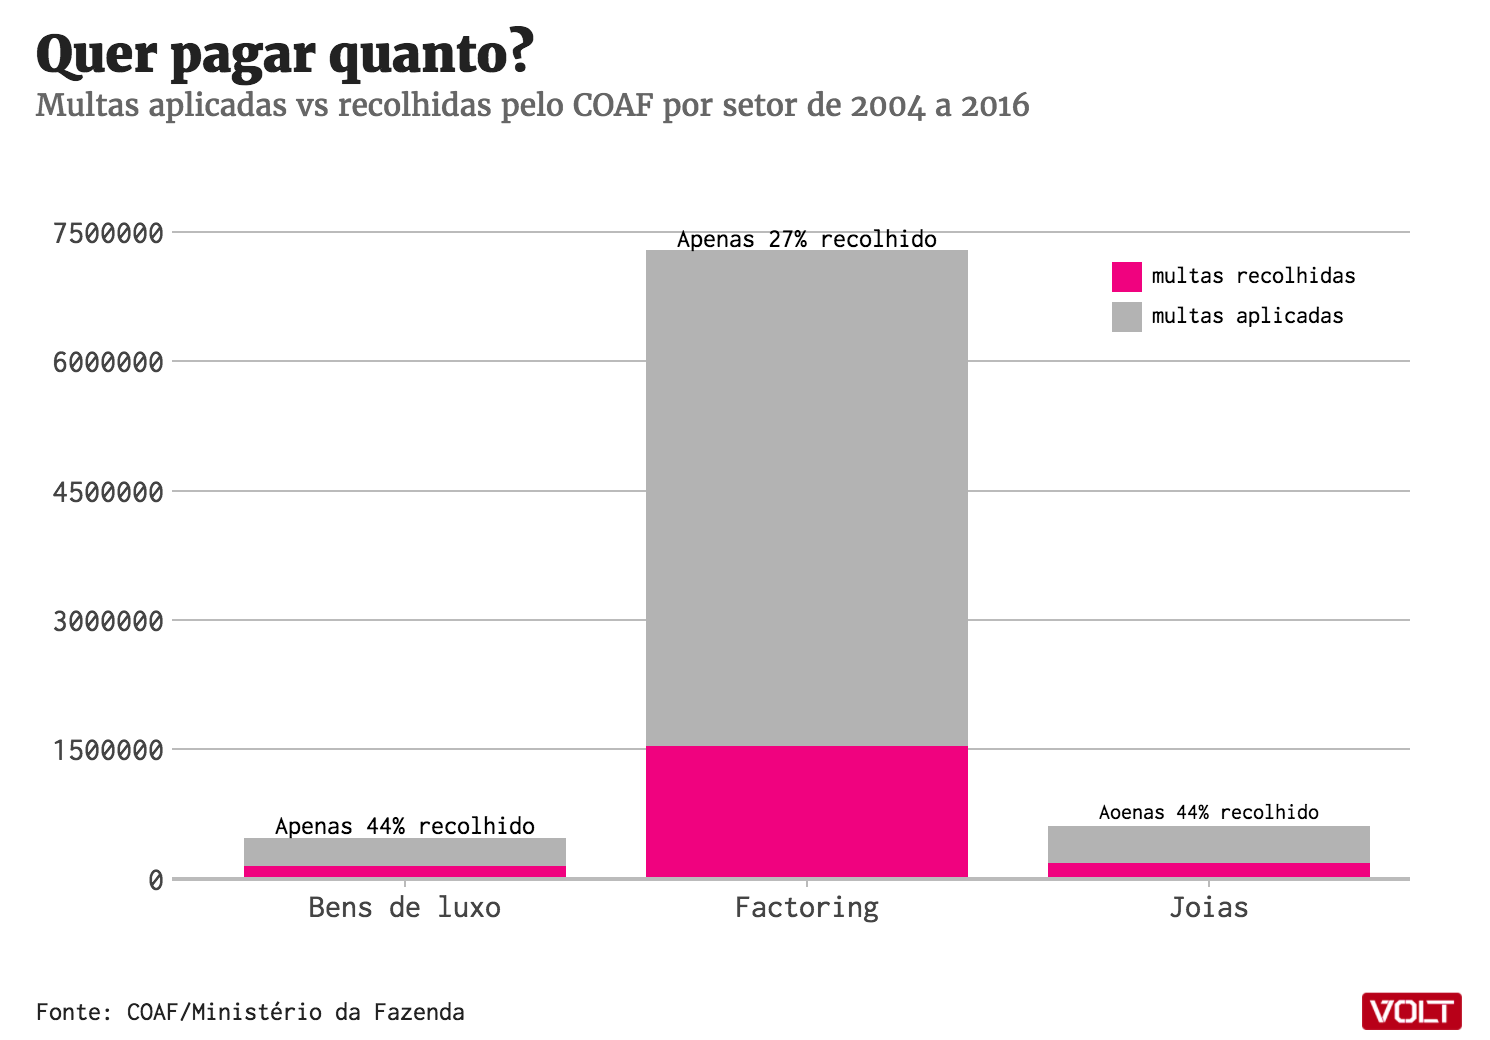 Quer pagar quanto?
Multas aplicadas vs recolhidas pelo COAF por setor de 2004 a 2016
7500000
Apenas 27% recolhido
multas recolhidas
multas aplicadas
6000000
4500000
3000000
1500000
Apenas 44% recolhido
Aoenas 44% recolhido
0
Bens de luxo
Factoring
Joias
Fonte: COAF/Ministério da Fazenda
VOLT